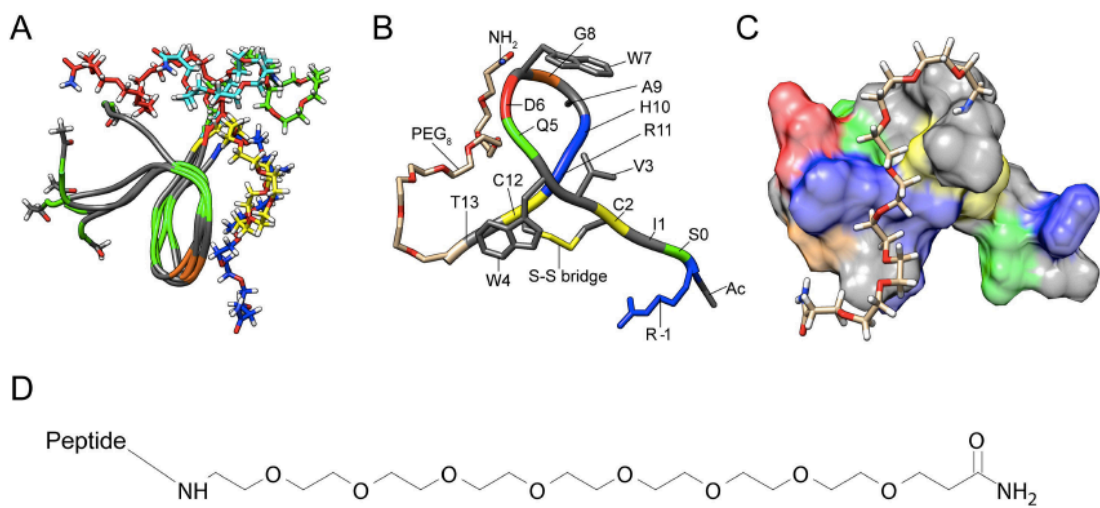 A
B
C
NH2
G8
W7
D6
A9
Q5
H10
R11
PEG8
V3
C12
C2
T13
I1
S0
W4
S-S bridge
Ac
R-1
D
Peptide
O
NH O O O O O O O O NH2